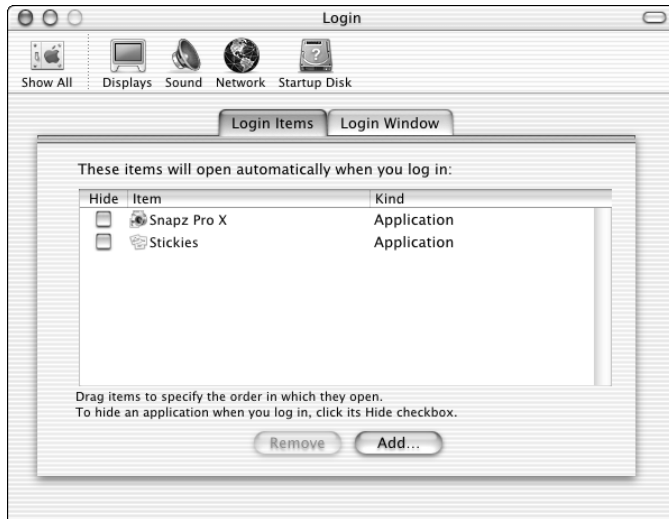 Login
Show All Displays Sound Network Startup Disk
Login Items Login Window
These items will open automatically when you log in:
Hide Item Kind
Snapz Pro X Application
Stickies Application
Drag items to specify the order in which they open.
To hide an application when you log in, click its Hide checkbox.
Remove Add...